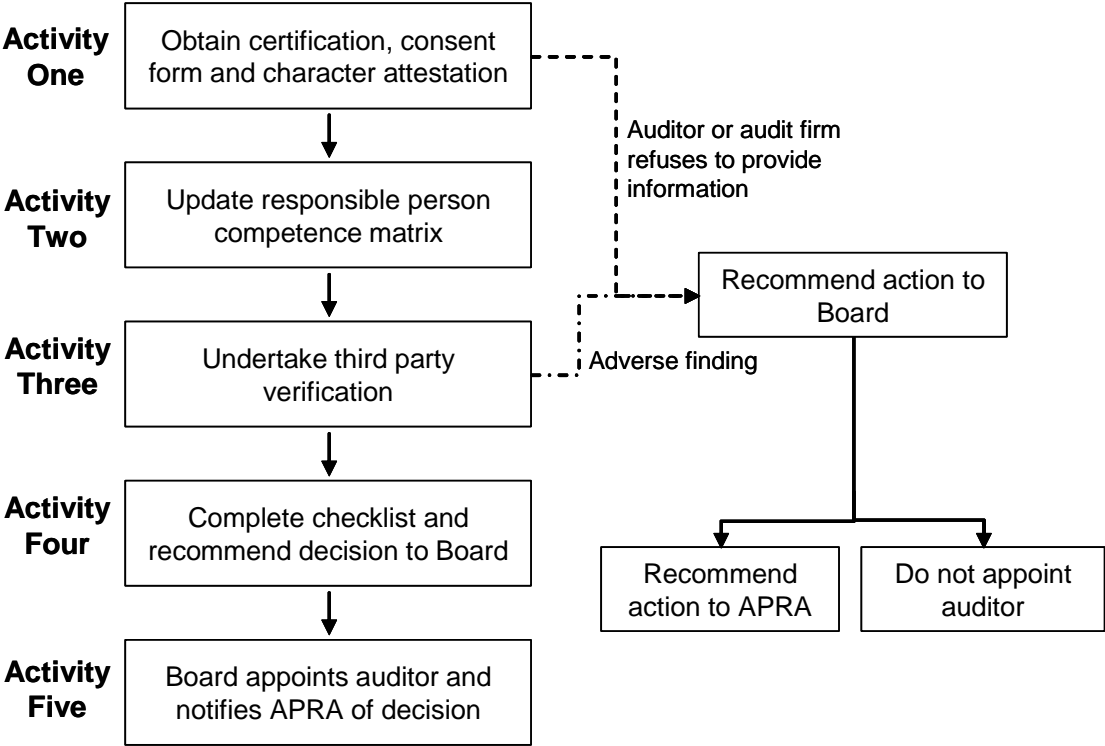 Activity
One
Obtain certification, consent
form and character attestation
Auditor or audit firm
refuses to provide
information
Activity
Two
Update responsible person
competence matrix
Recommend action to
Board
Activity
Three
Undertake third party
verification
Adverse finding
Activity
Four
Complete checklist and
recommend decision to Board
Recommend
action to APRA
Do not appoint
auditor
Activity
Five
Board appoints auditor and
notifies APRA of decision